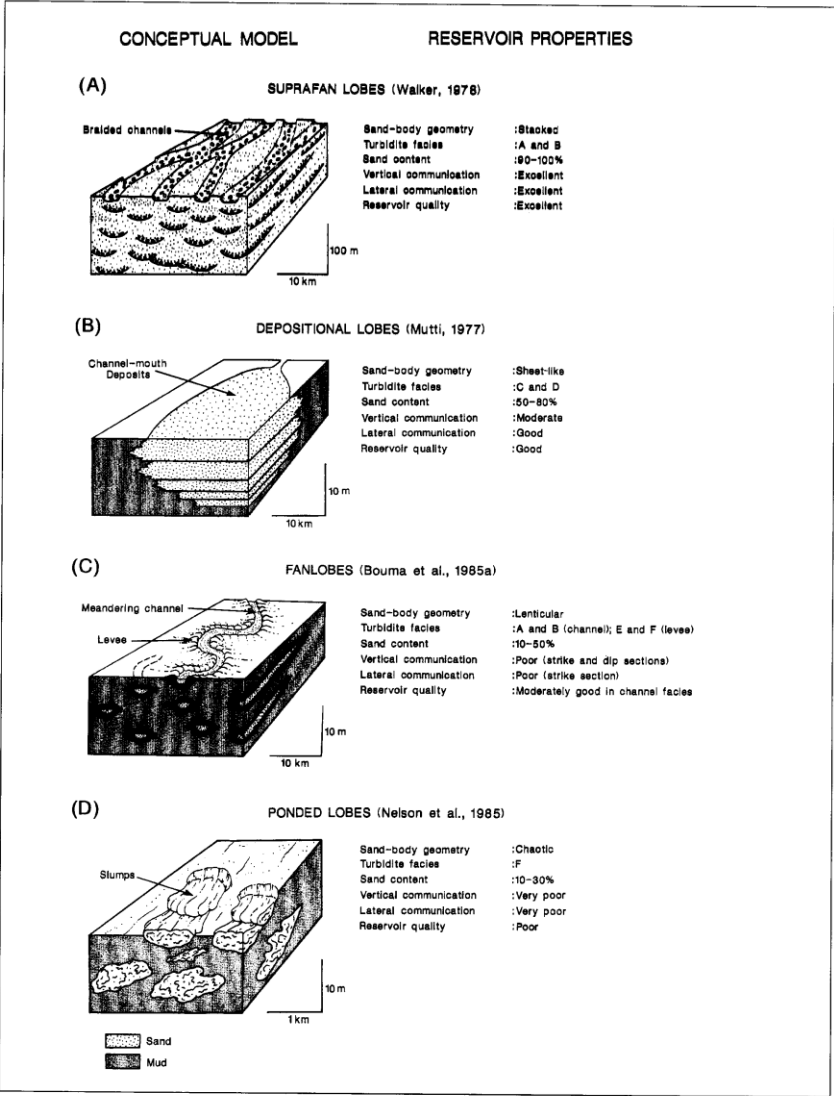 CONCEPTUAL MODEL RESERVOIR PROPERTIES
(A) SUPRAFAN LOBES (Walker, 1978)
Braided channels
Sand-body geometry :Stacked
Turbidite facies :A and B
Sand content :90-100%
Vertical communication :Excellent
Lateral communication :Excellent
Reservoir quality :Excellent
100 m
10 km
(B) DEPOSITIONAL LOBES (Mutti, 1977)
Channel-mouth
Deposits
Sand-body geometry :Sheet-like
Turbidite facies :C and D
Sand content :50-80%
Vertical communication :Moderate
Lateral communication :Good
Reservoir quality :Good
10 m
10 km
(C) FANLOBES (Bouma et al., 1985a)
Meandering channel
Levee
Sand-body geometry :Lenticular
Turbidite facies :A and B (channel); E and F (levee)
Sand content :10-50%
Vertical communication :Poor (strike and dip sections)
Lateral communication :Poor (strike section)
Reservoir quality :Moderately good in channel facies
10 m
10 km
(D) PONDED LOBES (Nelson et al., 1985)
Slumps
Sand-body geometry :Chaotic
Turbidite facies :F
Sand content :10-30%
Vertical communication :Very poor
Lateral communication :Very poor
Reservoir quality :Poor
10 m
1 km
Sand
Mud